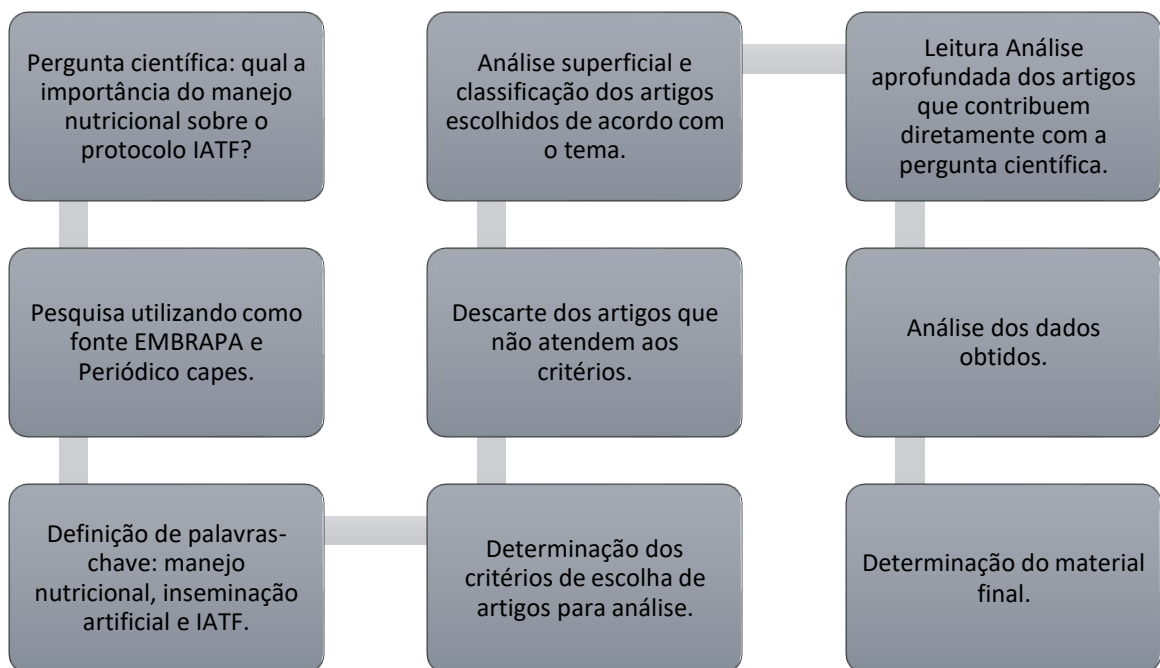 Pergunta científica: qual a
importância do manejo
nutricional sobre o
protocolo IATF?
Pesquisa utilizando como
fonte EMBRAPA e
Periódico capes.
Definição de palavras-
chave: manejo
nutricional, inseminação
artificial e IATF.
Determinação dos
critérios de escolha de
artigos para análise.
Descarte dos artigos que
não atendem aos
critérios.
Análise superficial e
classificação dos artigos
escolhidos de acordo com
o tema.
Leitura Análise
aprofundada dos artigos
que contribuem
diretamente com a
pergunta científica.
Análise dos dados
obtidos.
Determinação do material
final.